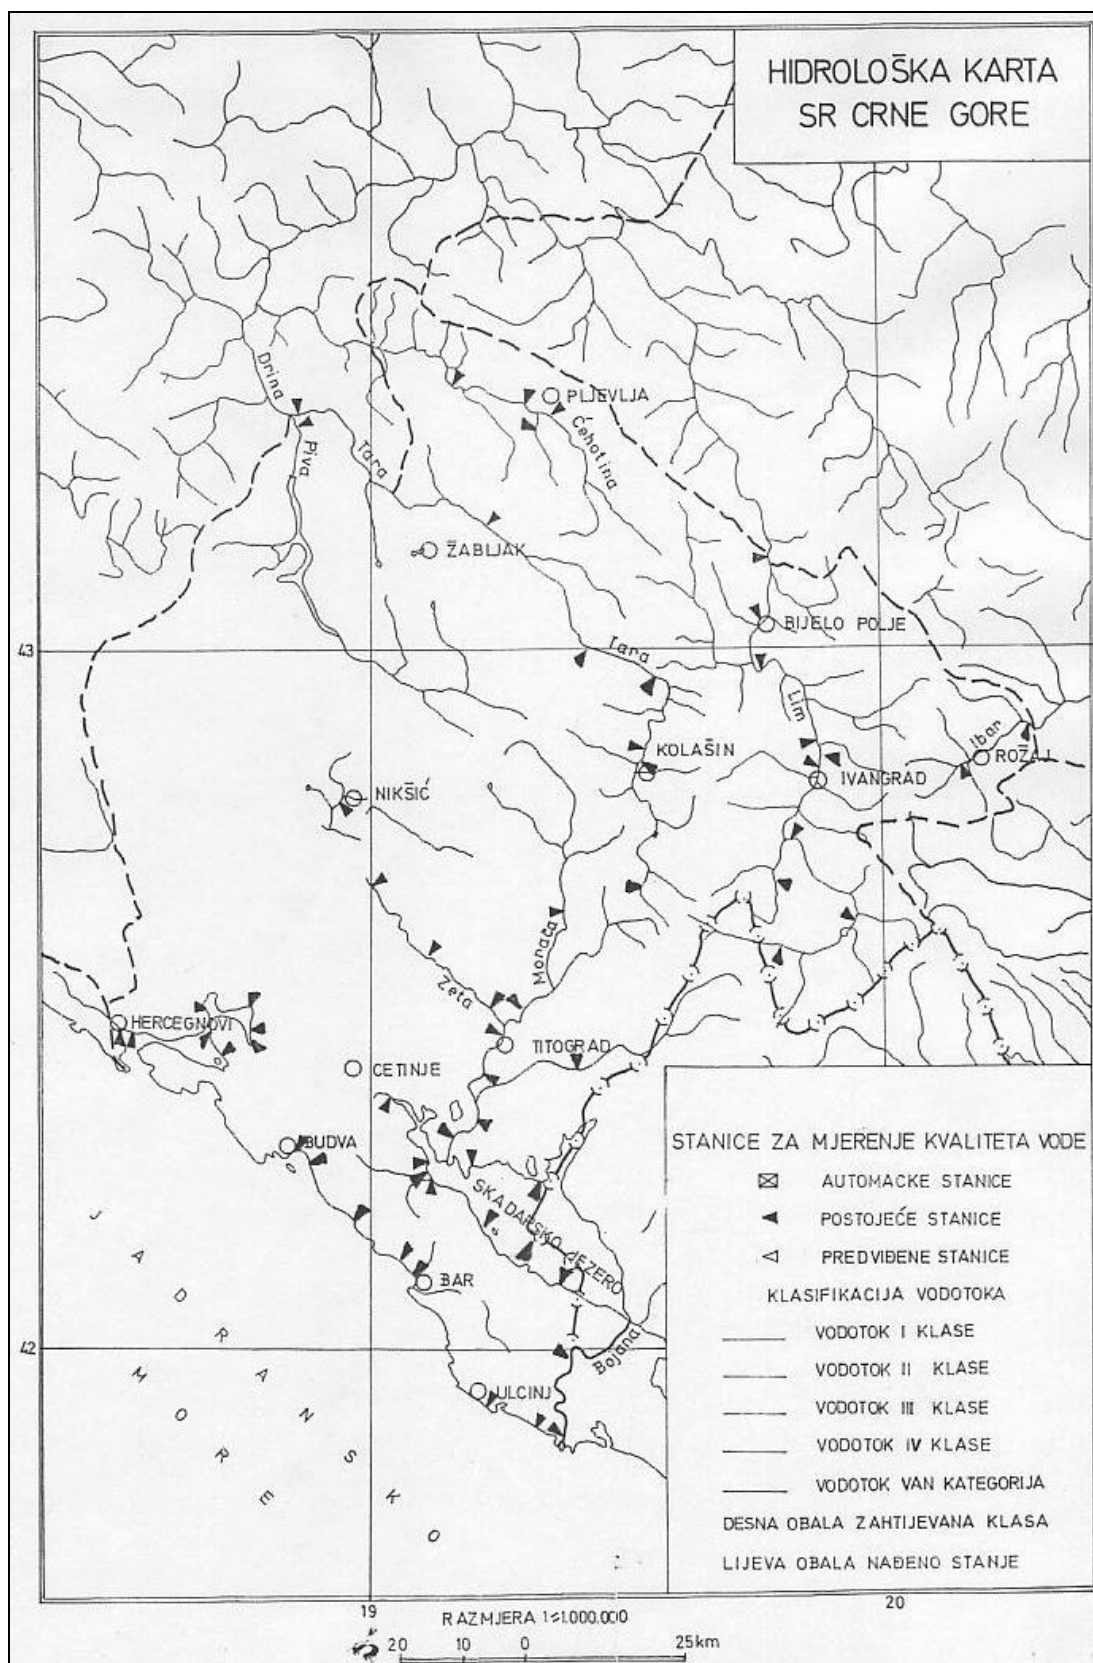 HIDROLOŠKA KARTA
SR CRNE GORE
Drina
Piva
Tara
PLJEVLJA
Ćehotina
ŽABLJAK
BIJELO POLJE
43
Tara
Lim
KOLAŠIN
Ibar
ROŽAJ
IVANGRAD
NIKŠIĆ
Morača
Zeta
HERCEGNOVI
TITOGRAD
CETINJE
BUDVA
SKADARSKO JEZERO
BAR
Bojana
42
ULCINJ
JADRANSKO
MORE
STANICE ZA MJERENJE KVALITETA VODE
AUTOMACKE STANICE
POSTOJEĆE STANICE
PREDVIĐENE STANICE
KLASIFIKACIJA VODOTOKA
VODOTOK I KLASE
VODOTOK II KLASE
VODOTOK III KLASE
VODOTOK IV KLASE
VODOTOK VAN KATEGORIJA
DESNA OBALA ZAHTIJEVANA KLASA
LIJEVA OBALA NAĐENO STANJE
19
20
RAZMJERA 1:1.000.000
20 10 0 25km